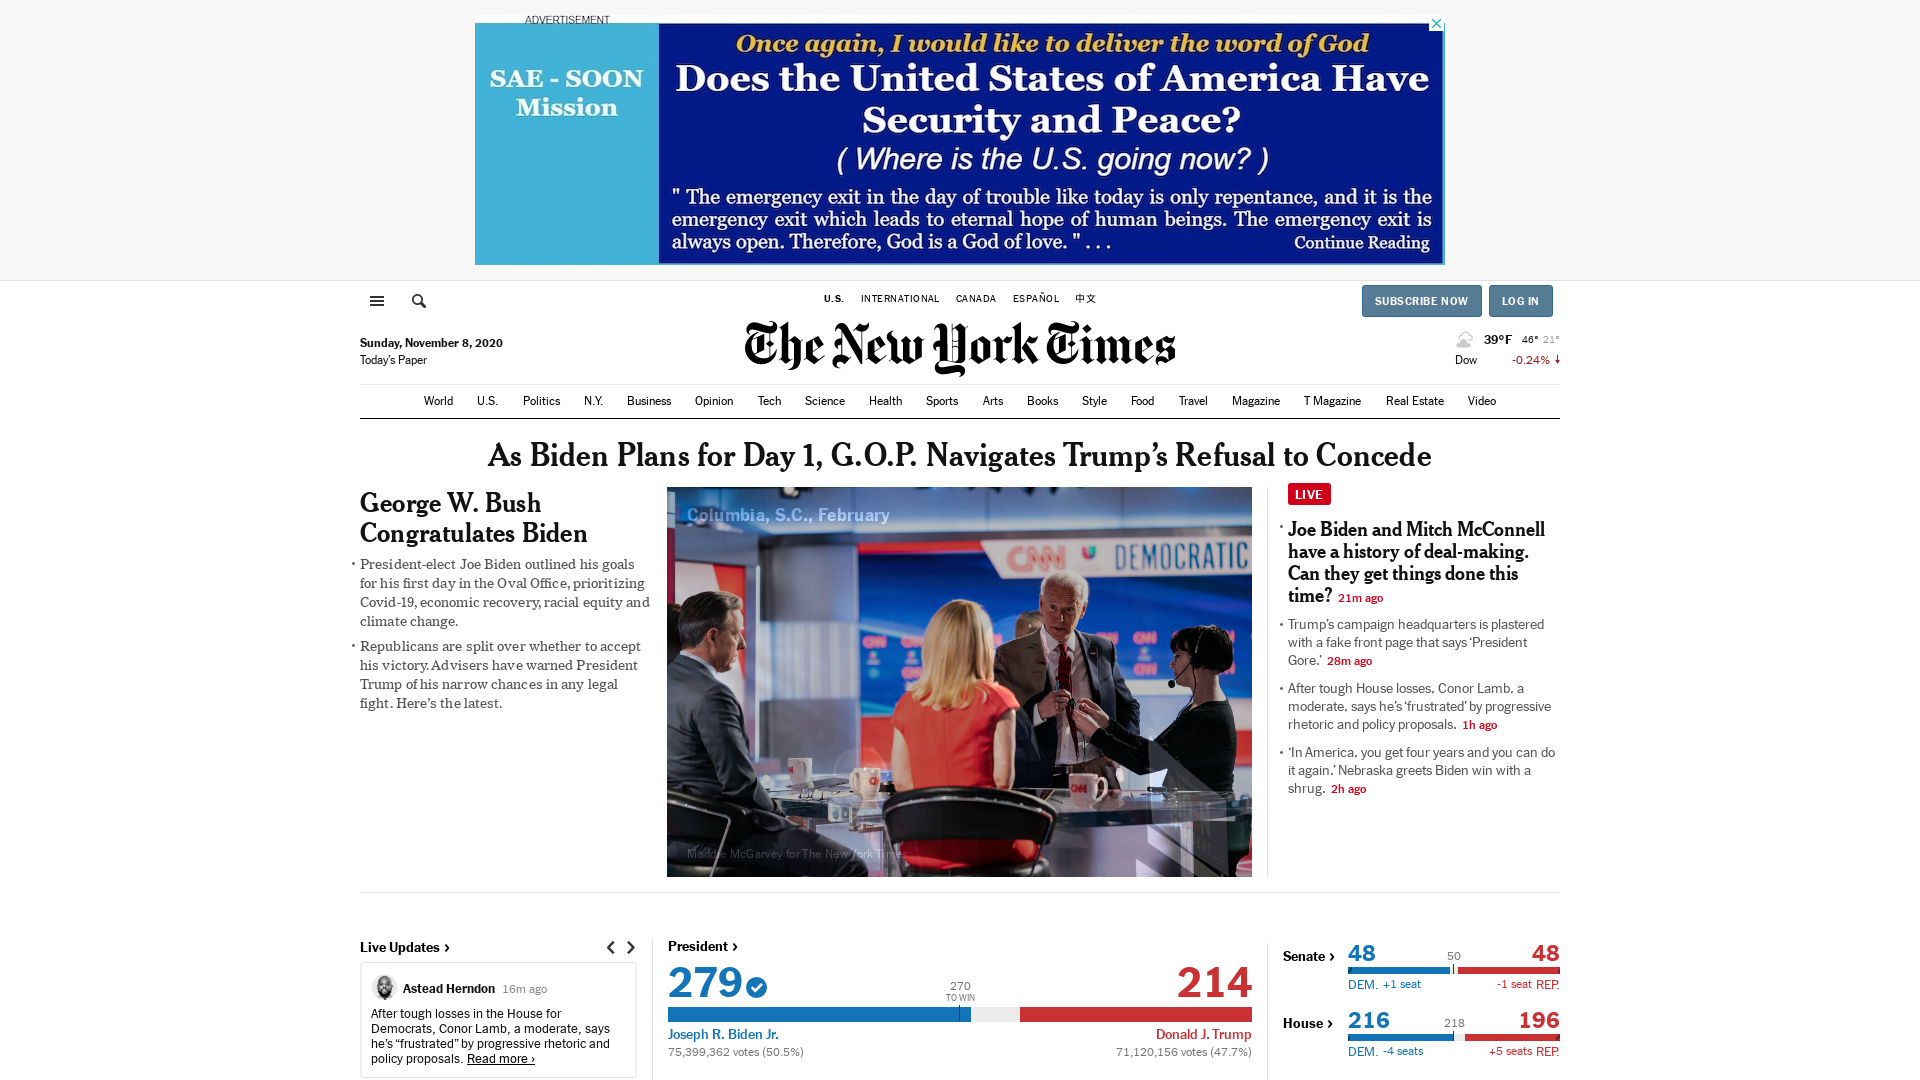 ADVERTISEMENT
SAE - SOON
Mission
Once again, I would like to deliver the word of God
Does the United States of America Have
Security and Peace?
( Where is the U.S. going now? )
" The emergency exit in the day of trouble like today is only repentance, and it is the
emergency exit which leads to eternal hope of human beings. The emergency exit is
always open. Therefore, God is a God of love. " . . .
Continue Reading
U.S. INTERNATIONAL CANADA ESPAÑOL 中文
SUBSCRIBE NOW
LOG IN
Sunday, November 8, 2020
Today's Paper
The New York Times
39°F 46° 21°
Dow -0.24%
World U.S. Politics N.Y. Business Opinion Tech Science Health Sports Arts Books Style Food Travel Magazine T Magazine Real Estate Video
As Biden Plans for Day 1, G.O.P. Navigates Trump's Refusal to Concede
George W. Bush
Congratulates Biden
President-elect Joe Biden outlined his goals
for his first day in the Oval Office, prioritizing
Covid-19, economic recovery, racial equity and
climate change.
Republicans are split over whether to accept
his victory. Advisers have warned President
Trump of his narrow chances in any legal
fight. Here's the latest.
Columbia, S.C., February
CNN DEMOCRATIC
CNN
Maddie McGarvey for The New York Times
LIVE
Joe Biden and Mitch McConnell
have a history of deal-making.
Can they get things done this
time? 21m ago
Trump's campaign headquarters is plastered
with a fake front page that says 'President
Gore.' 28m ago
After tough House losses, Conor Lamb, a
moderate, says he's 'frustrated' by progressive
rhetoric and policy proposals. 1h ago
'In America, you get four years and you can do
it again.' Nebraska greets Biden win with a
shrug. 2h ago
Live Updates ›
Astead Herndon 16m ago
After tough losses in the House for
Democrats, Conor Lamb, a moderate, says
he's “frustrated” by progressive rhetoric and
policy proposals. Read more ›
President ›
279
270
TO WIN
214
Joseph R. Biden Jr.
Donald J. Trump
75,399,362 votes (50.5%)
71,120,156 votes (47.7%)
Senate ›
48 50 48
DEM. +1 seat -1 seat REP.
House ›
216 218 196
DEM. -4 seats +5 seats REP.